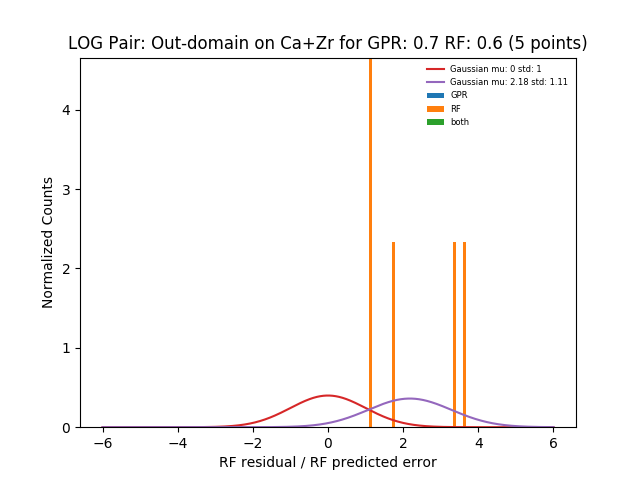 LOG Pair: Out-domain on Ca+Zr for GPR: 0.7 RF: 0.6 (5 points)
Gaussian mu: 0 std: 1
Gaussian mu: 2.18 std: 1.11
GPR
RF
both
Normalized Counts
4
3
2
1
0
−6 −4 −2 0 2 4 6
RF residual / RF predicted error